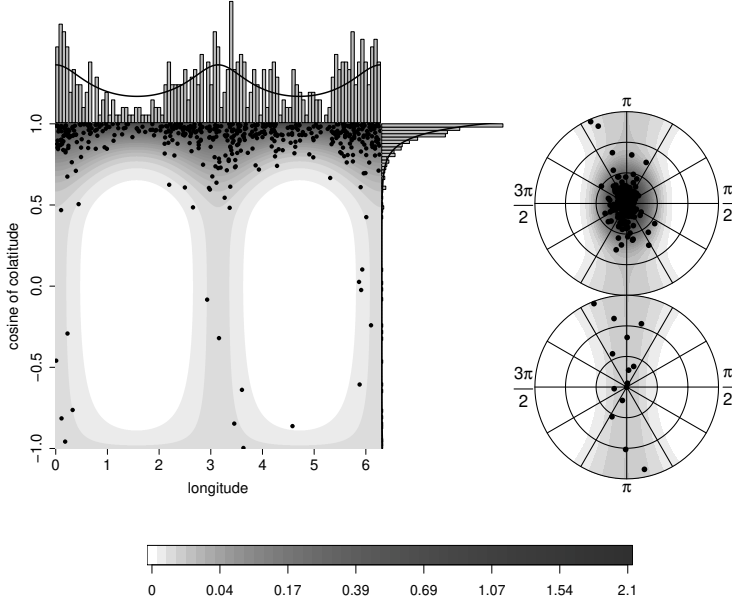 π
1.0
0.5
0.0
−0.5
−1.0
cosine of colatitude
3π
2
π
2
3π
2
π
2
π
0 1 2 3 4 5 6
longitude
0 0.04 0.17 0.39 0.69 1.07 1.54 2.1